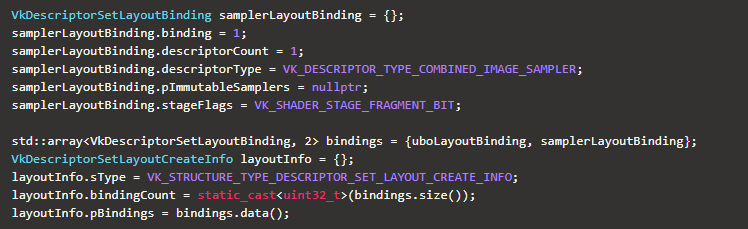 VkDescriptorSetLayoutBinding samplerLayoutBinding = {};
samplerLayoutBinding.binding = 1;
samplerLayoutBinding.descriptorCount = 1;
samplerLayoutBinding.descriptorType = VK_DESCRIPTOR_TYPE_COMBINED_IMAGE_SAMPLER;
samplerLayoutBinding.pImmutableSamplers = nullptr;
samplerLayoutBinding.stageFlags = VK_SHADER_STAGE_FRAGMENT_BIT;
std::array<VkDescriptorSetLayoutBinding, 2> bindings = {uboLayoutBinding, samplerLayoutBinding};
VkDescriptorSetLayoutCreateInfo layoutInfo = {};
layoutInfo.sType = VK_STRUCTURE_TYPE_DESCRIPTOR_SET_LAYOUT_CREATE_INFO;
layoutInfo.bindingCount = static_cast<uint32_t>(bindings.size());
layoutInfo.pBindings = bindings.data();